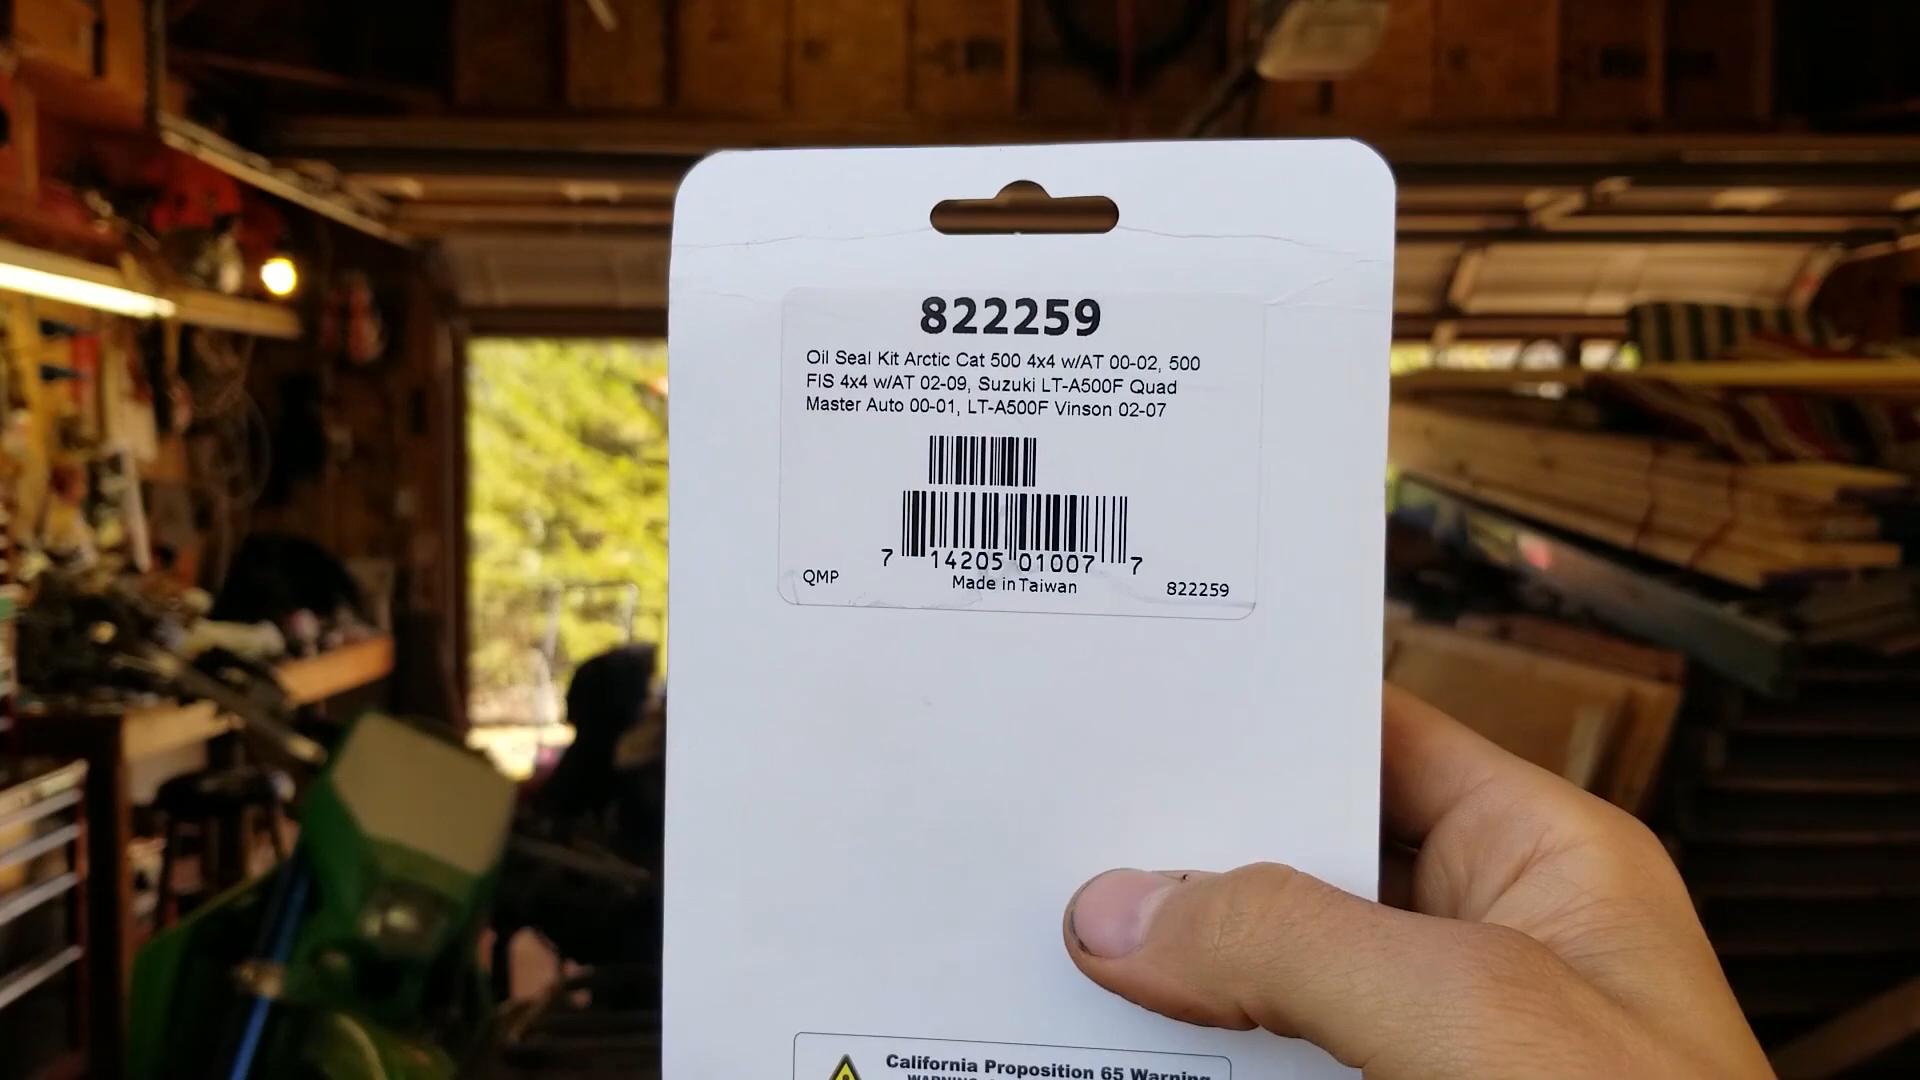 822259
Oil Seal Kit Arctic Cat 500 4x4 w/AT 00-02, 500
FIS 4x4 w/AT 02-09, Suzuki LT-A500F Quad
Master Auto 00-01, LT-A500F Vinson 02-07
7 14205 01007 7
QMP Made in Taiwan 822259
California Proposition 65 Warning